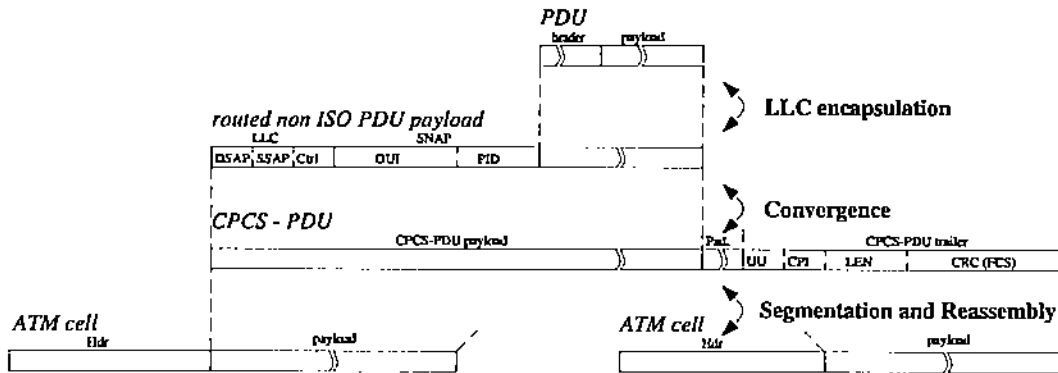 PDU
header payload
LLC encapsulation
routed non ISO PDU payload
LLC SNAP
DSAP SSAP Ctrl OUI PID
Convergence
CPCS - PDU
CPCS-PDU payload Pad. CPCS-PDU trailer
UU CPI LEN CRC (FCS)
Segmentation and Reassembly
ATM cell ATM cell
Hdr payload Hdr payload